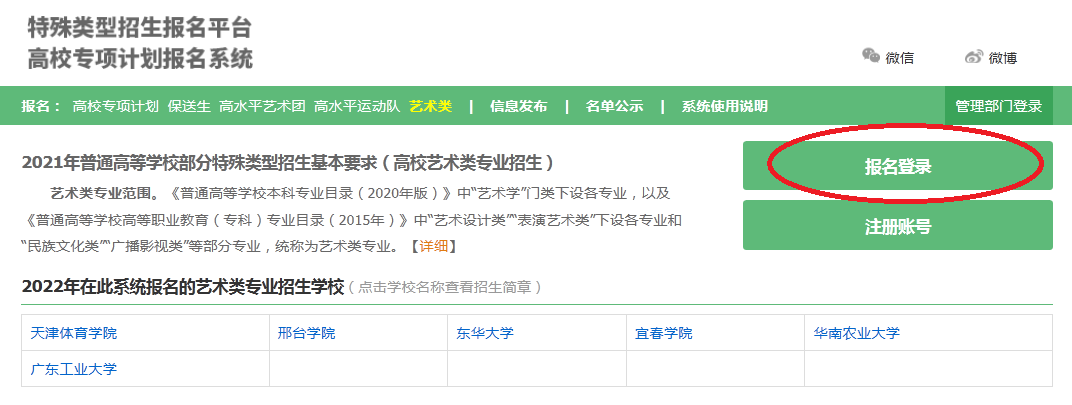 特殊类型招生报名平台
高校专项计划报名系统
微信 微博
报名： 高校专项计划 保送生 高水平艺术团 高水平运动队 艺术类 | 信息发布 | 名单公示 | 系统使用说明 管理部门登录
2021年普通高等学校部分特殊类型招生基本要求（高校艺术类专业招生）
报名登录
艺术类专业范围。《普通高等学校本科专业目录（2020年版）》中“艺术学”门类下设各专业，以及
《普通高等学校高等职业教育（专科）专业目录（2015年）》中“艺术设计类”“表演艺术类”下设各专业和
“民族文化类”“广播影视类”等部分专业，统称为艺术类专业。【详细】
注册账号
2022年在此系统报名的艺术类专业招生学校（点击学校名称查看招生简章）
天津体育学院 邢台学院 东华大学 宜春学院 华南农业大学
广东工业大学